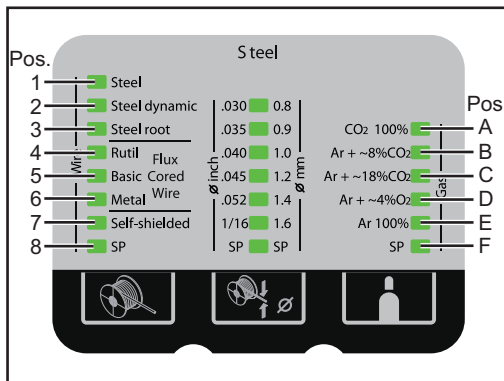 Steel
Pos.
1 Steel
2 Steel dynamic .030 0.8
Pos
3 Steel root .035 0.9 CO2 100% A
4 Rutil .040 1.0 Ar + ~8%CO2 B
5 Basic Flux Cored Wire .045 1.2 Ar + ~18%CO2 C
6 Metal .052 1.4 Ar + ~4%O2 D
7 Self-shielded 1/16 1.6 Ar 100% E
8 SP SP SP SP F
Wire
ø inch
ø mm
Gas
Ø